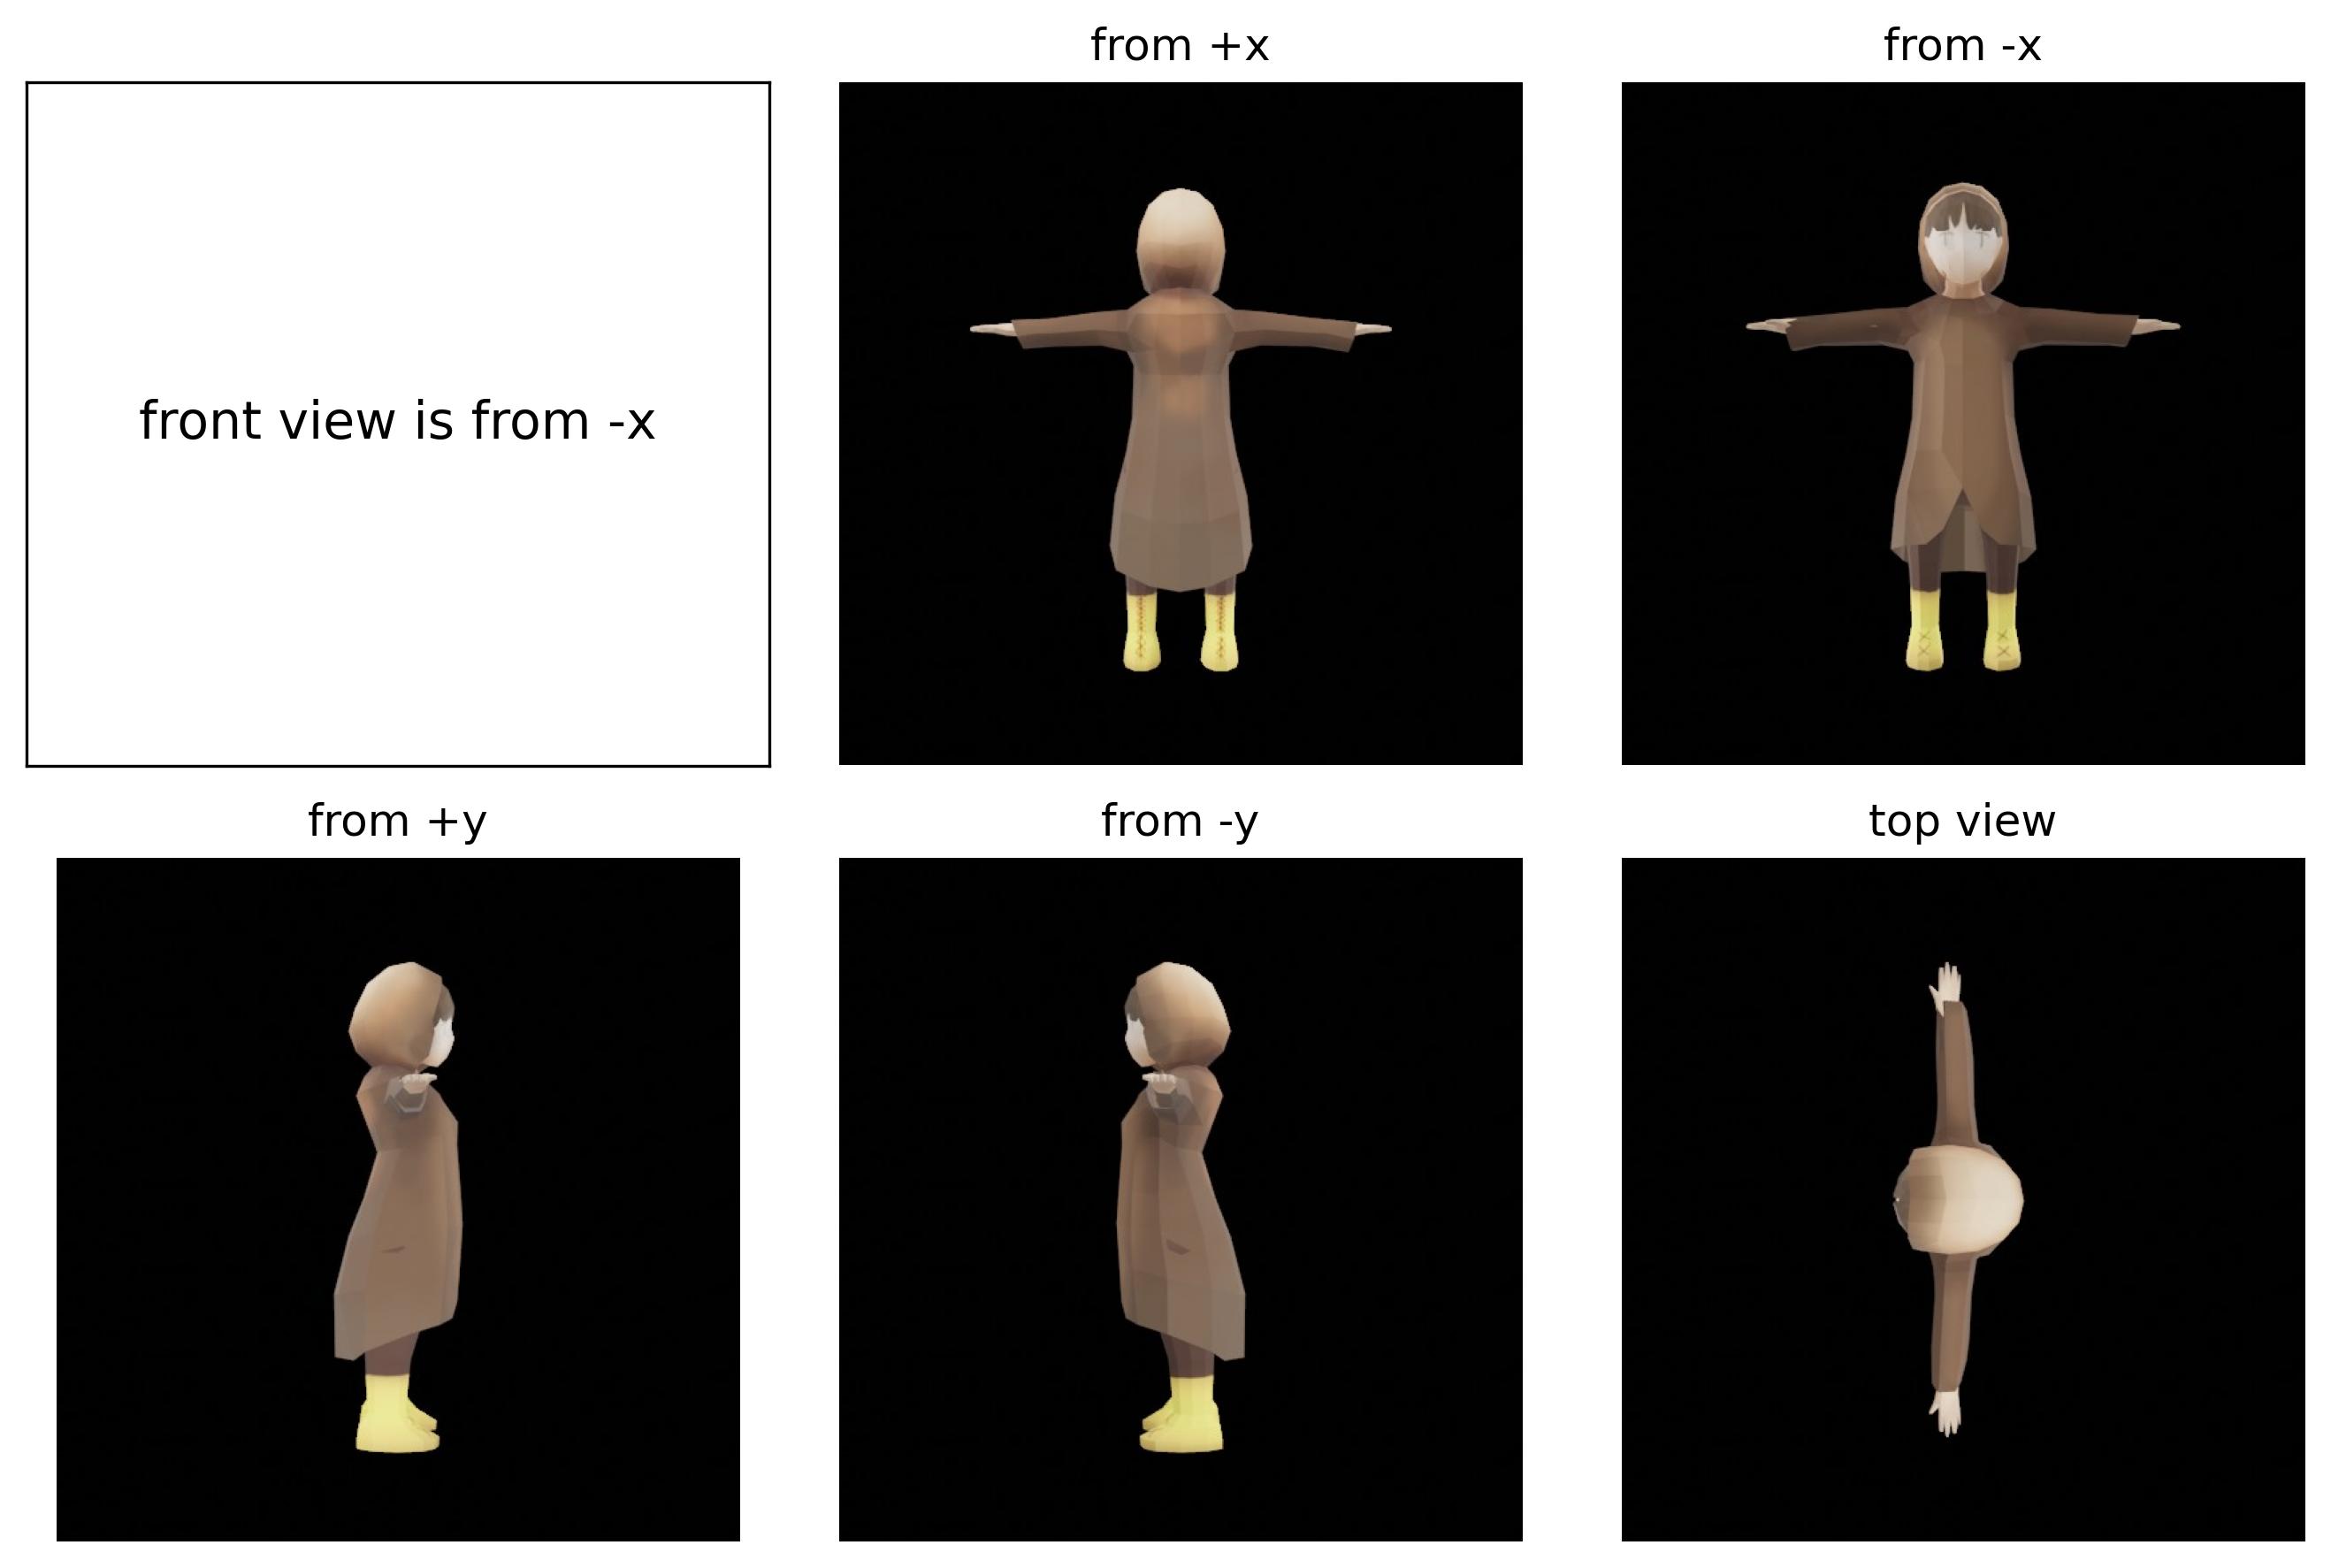 from +x
from -x
front view is from -x
from +y
from -y
top view